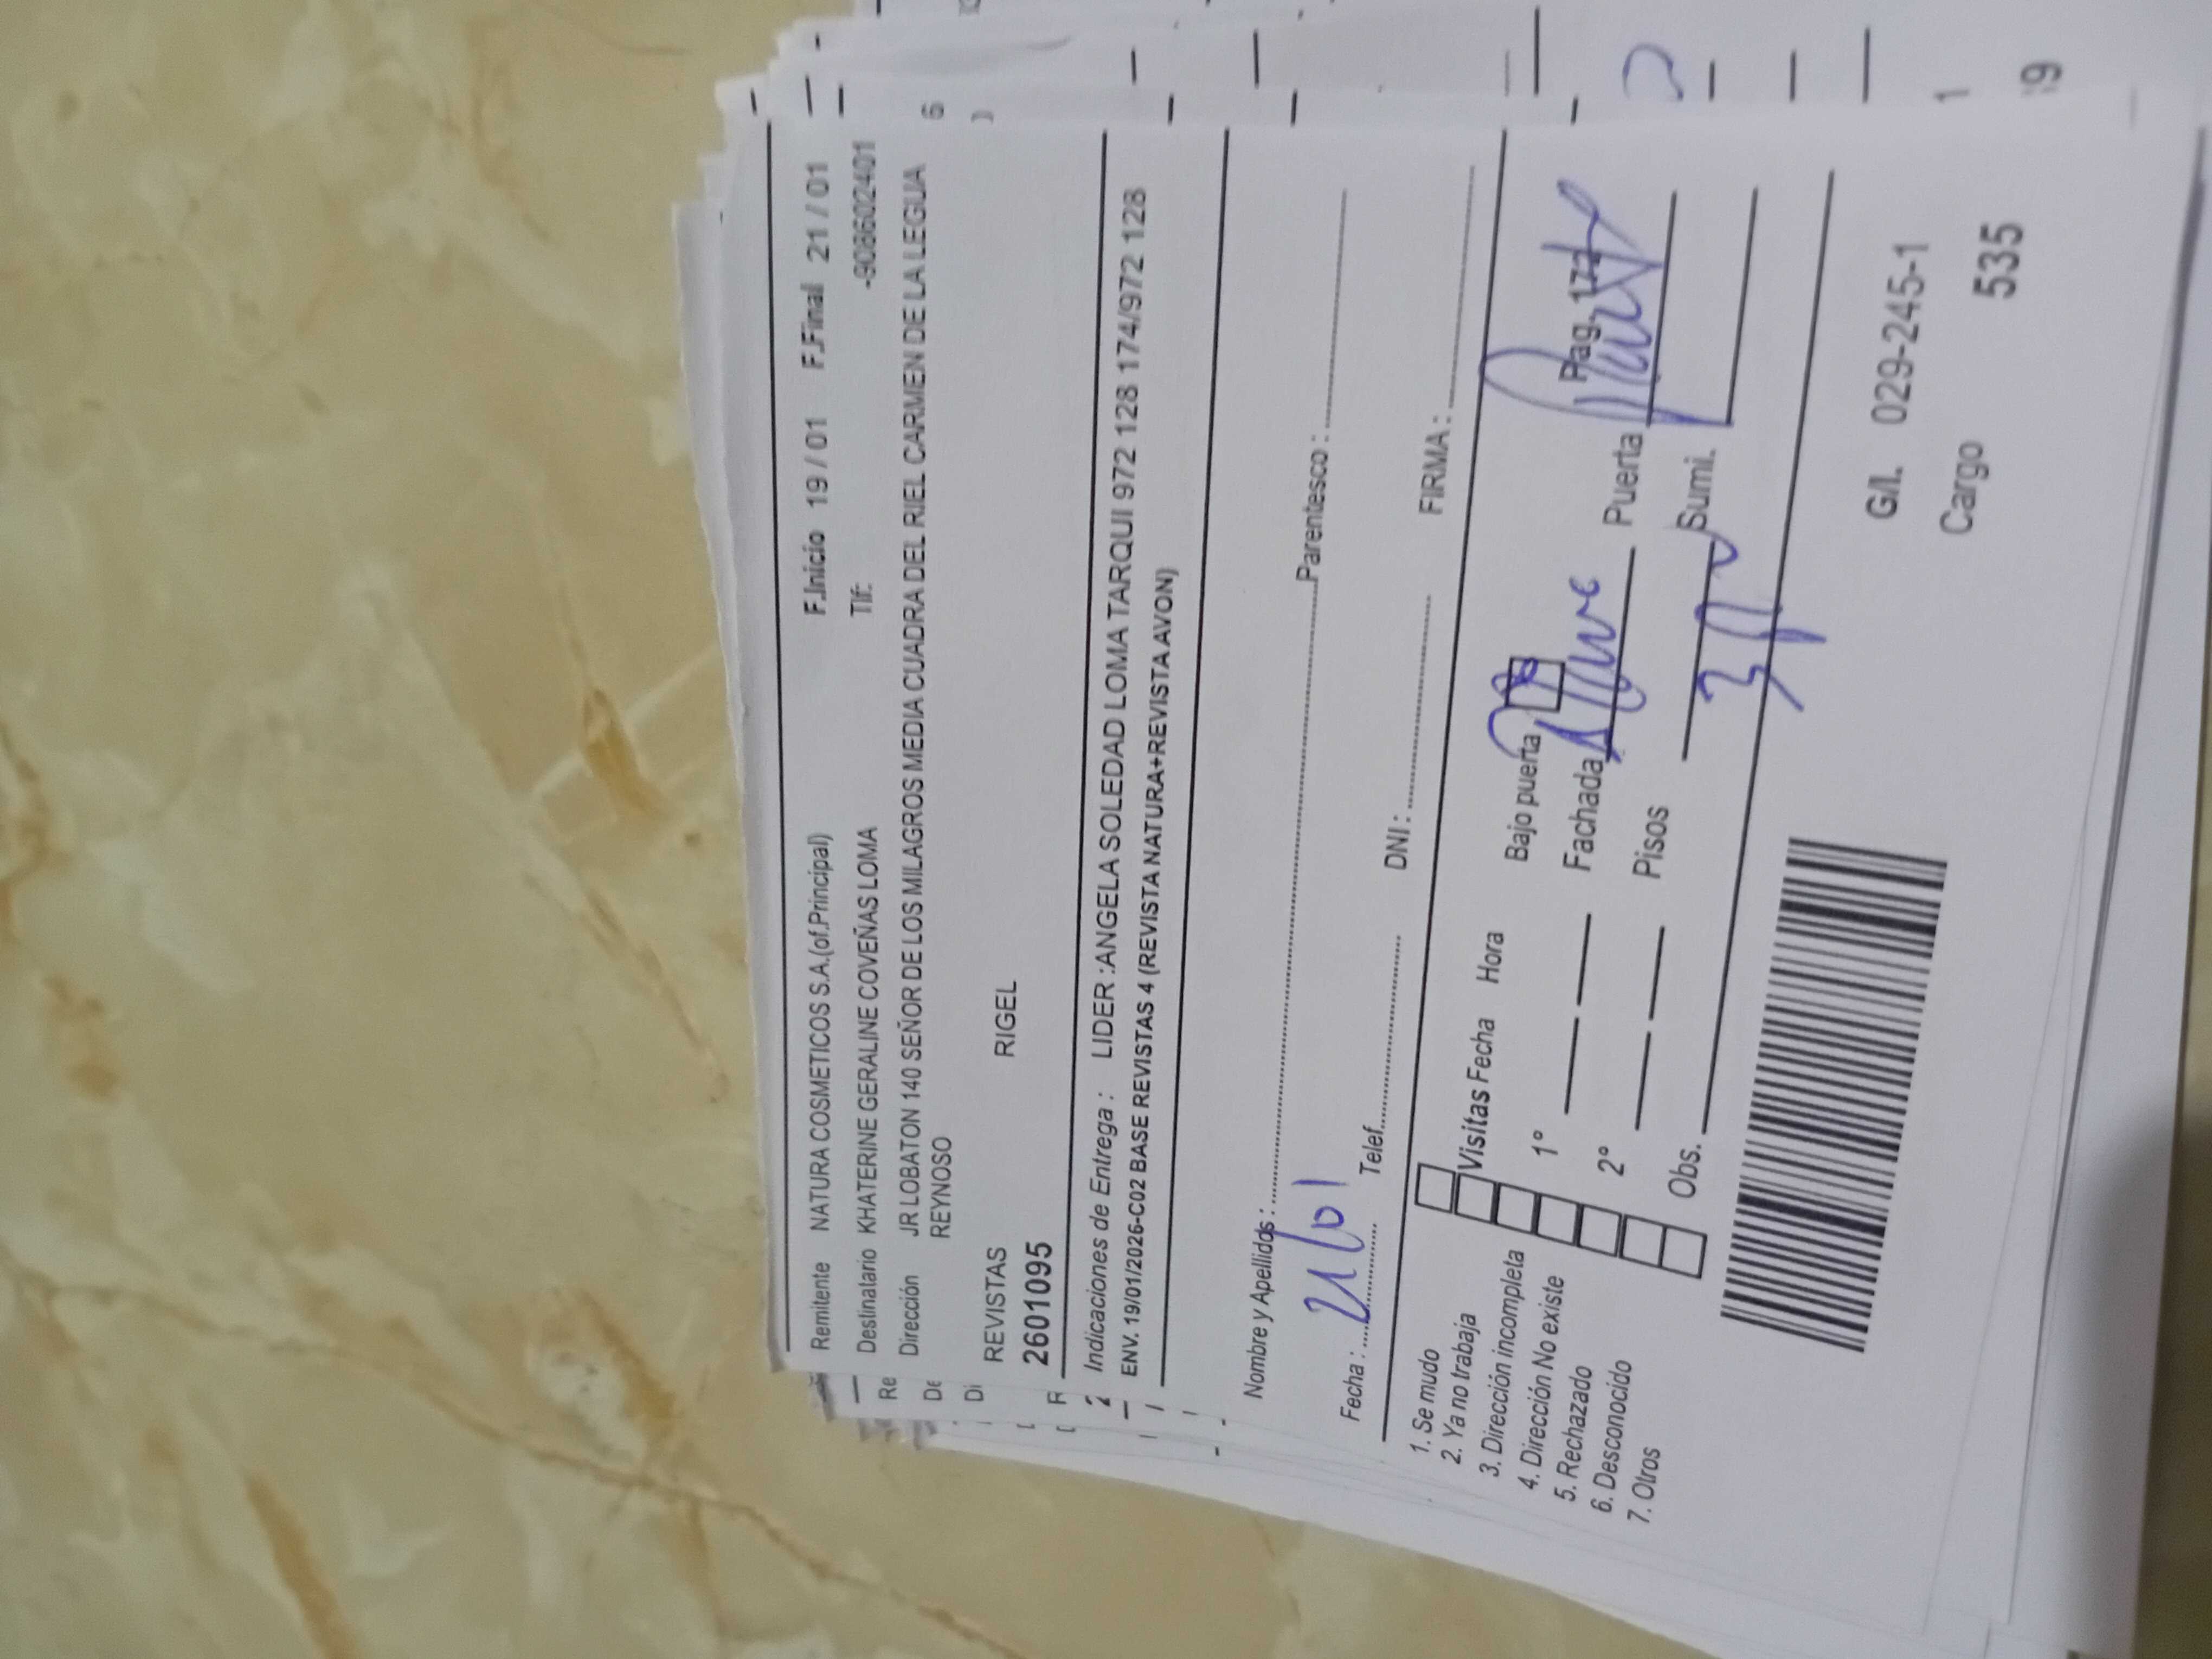 Remitente NATURA COSMETICOS S.A.(of.Principal) F.Inicio 19 / 01 F.Final 21 / 01
Destinatario KHATERINE GERALINE COVEÑAS LOMA Tlf: -9086602401
Dirección JR LOBATON 140 SEÑOR DE LOS MILAGROS MEDIA CUADRA DEL RIEL CARMEN DE LA LEGUA
REYNOSO
REVISTAS RIGEL
2601095
Indicaciones de Entrega : LIDER :ANGELA SOLEDAD LOMA TARQUI 972 128 174/972 128
ENV. 19/01/2026-C02 BASE REVISTAS 4 (REVISTA NATURA+REVISTA AVON)
Nombre y Apellidos : Parentesco :
Fecha : 21/01 Telef. DNI : FIRMA :
1. Se mudo
2. Ya no trabaja
3. Dirección incompleta
4. Dirección No existe
5. Rechazado
6. Desconocido
7. Otros
Visitas Fecha Hora Bajo puerta Pag. 172
1° Fachada Puerta
2° Pisos 3 Sumi.
Obs.
G/I. 029-245-1
Cargo 535